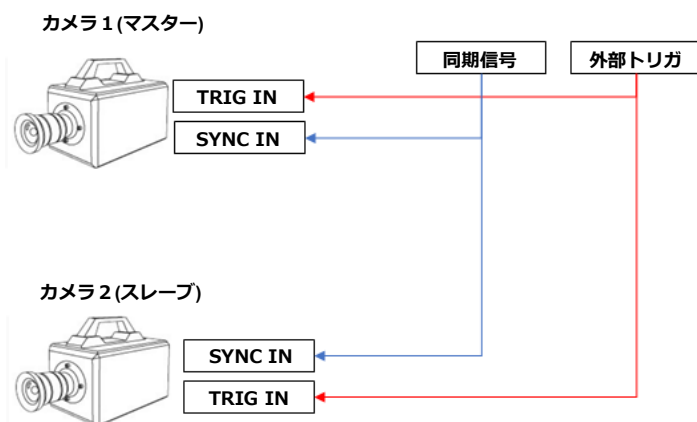 カメラ１(マスター)
同期信号
外部トリガ
TRIG IN
SYNC IN
カメラ２(スレーブ)
SYNC IN
TRIG IN